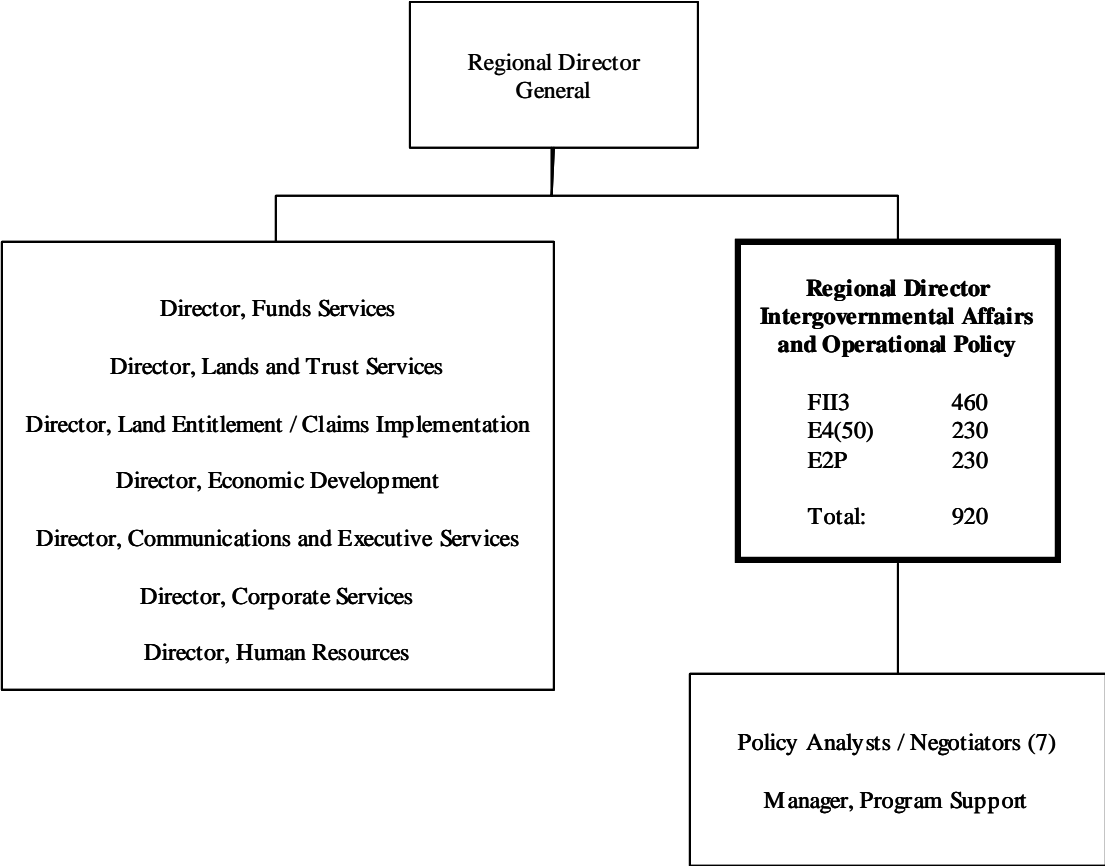 Regional Director
General
Director, Funds Services
Director, Lands and Trust Services
Director, Land Entitlement / Claims Implementation
Director, Economic Development
Director, Communications and Executive Services
Director, Corporate Services
Director, Human Resources
Regional Director
Intergovernmental Affairs
and Operational Policy
FII3 460
E4(50) 230
E2P 230
Total: 920
Policy Analysts / Negotiators (7)
Manager, Program Support